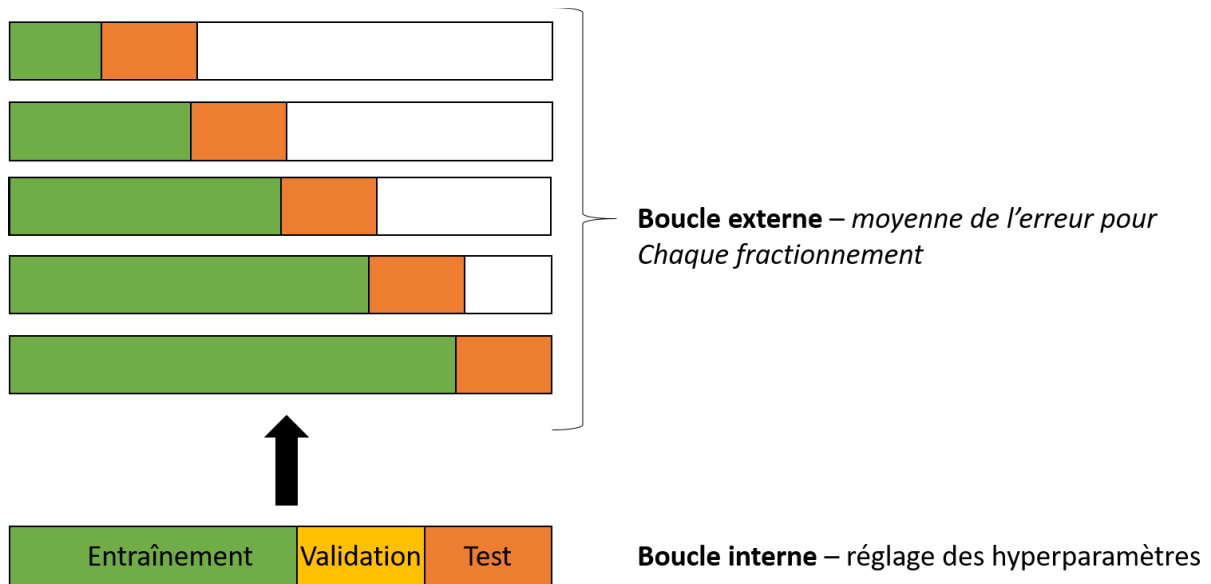 Boucle externe – moyenne de l'erreur pour
Chaque fractionnement
Entraînement Validation Test
Boucle interne – réglage des hyperparamètres